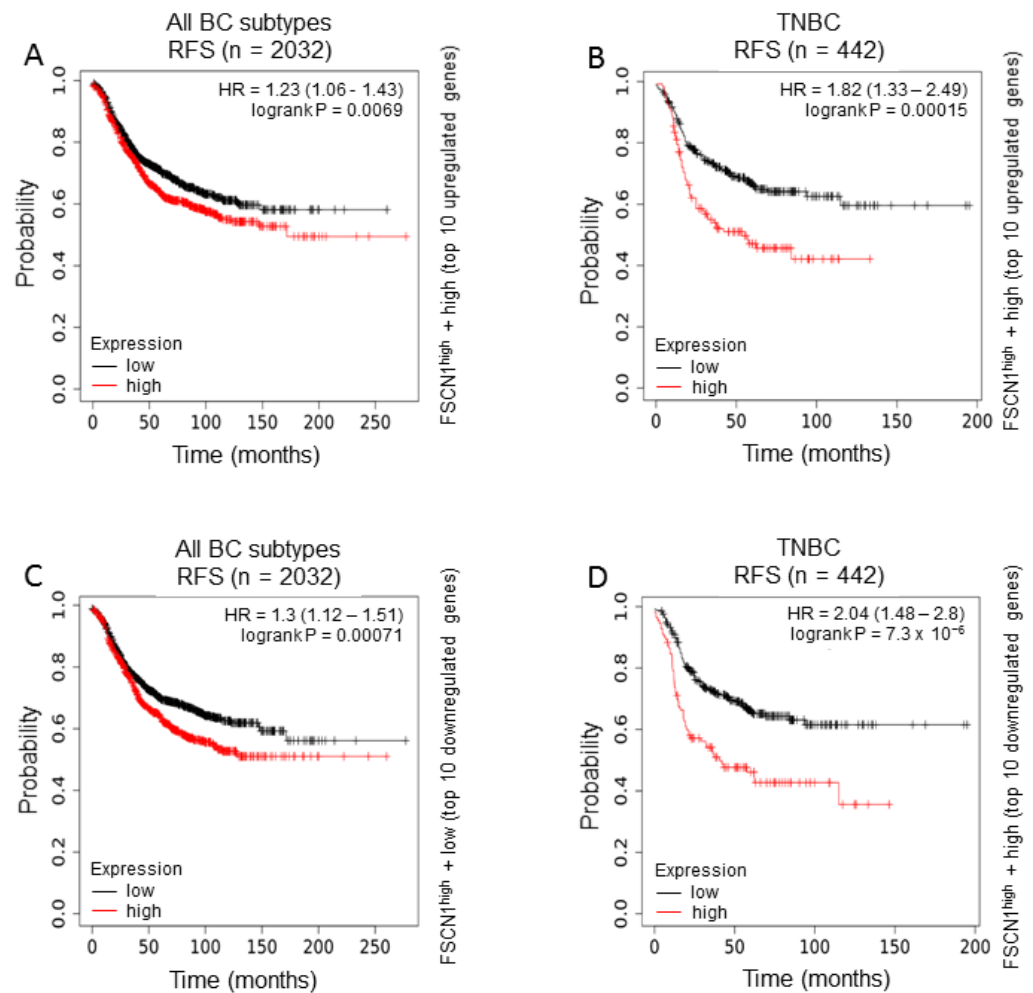 A
All BC subtypes
RFS (n = 2032)
HR = 1.23 (1.06 - 1.43)
logrank P = 0.0069
Probability
1.0
0.8
0.6
0.4
0.2
0.0
Expression
low
high
0 50 100 150 200 250
Time (months)
FSCN1high + high (top 10 upregulated genes)
B
TNBC
RFS (n = 442)
HR = 1.82 (1.33 – 2.49)
logrank P = 0.00015
Probability
1.0
0.8
0.6
0.4
0.2
0.0
Expression
low
high
0 50 100 150 200
Time (months)
FSCN1high + high (top 10 upregulated genes)
C
All BC subtypes
RFS (n = 2032)
HR = 1.3 (1.12 – 1.51)
logrank P = 0.00071
Probability
1.0
0.8
0.6
0.4
0.2
0.0
Expression
low
high
0 50 100 150 200 250
Time (months)
FSCN1high + low (top 10 downregulated genes)
D
TNBC
RFS (n = 442)
HR = 2.04 (1.48 – 2.8)
logrank P = 7.3 x 10−6
Probability
1.0
0.8
0.6
0.4
0.2
0.0
Expression
low
high
0 50 100 150 200
Time (months)
FSCN1high + high (top 10 downregulated genes)